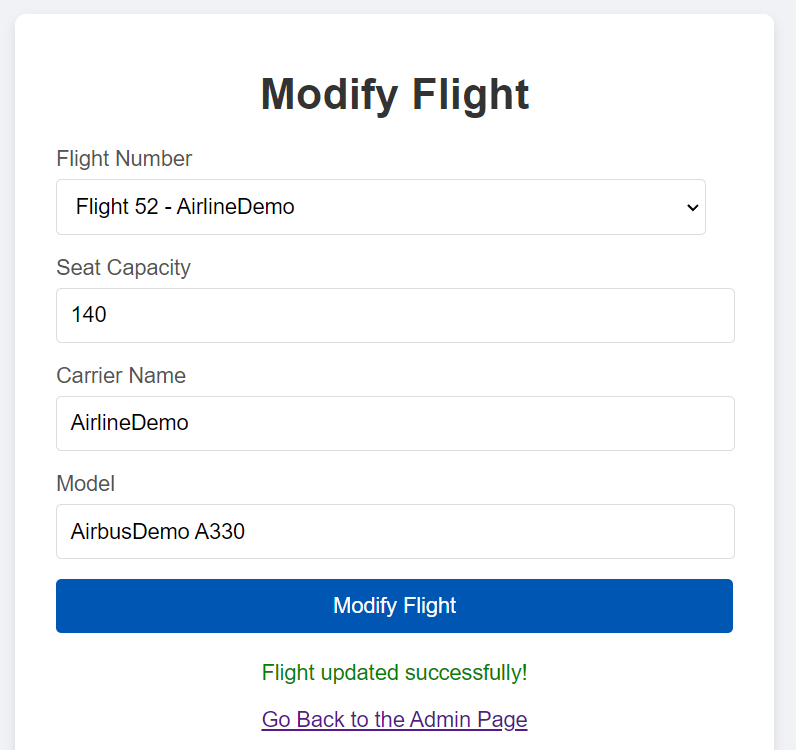 Modify Flight
Flight Number
Flight 52 - AirlineDemo
Seat Capacity
140
Carrier Name
AirlineDemo
Model
AirbusDemo A330
Modify Flight
Flight updated successfully!
Go Back to the Admin Page